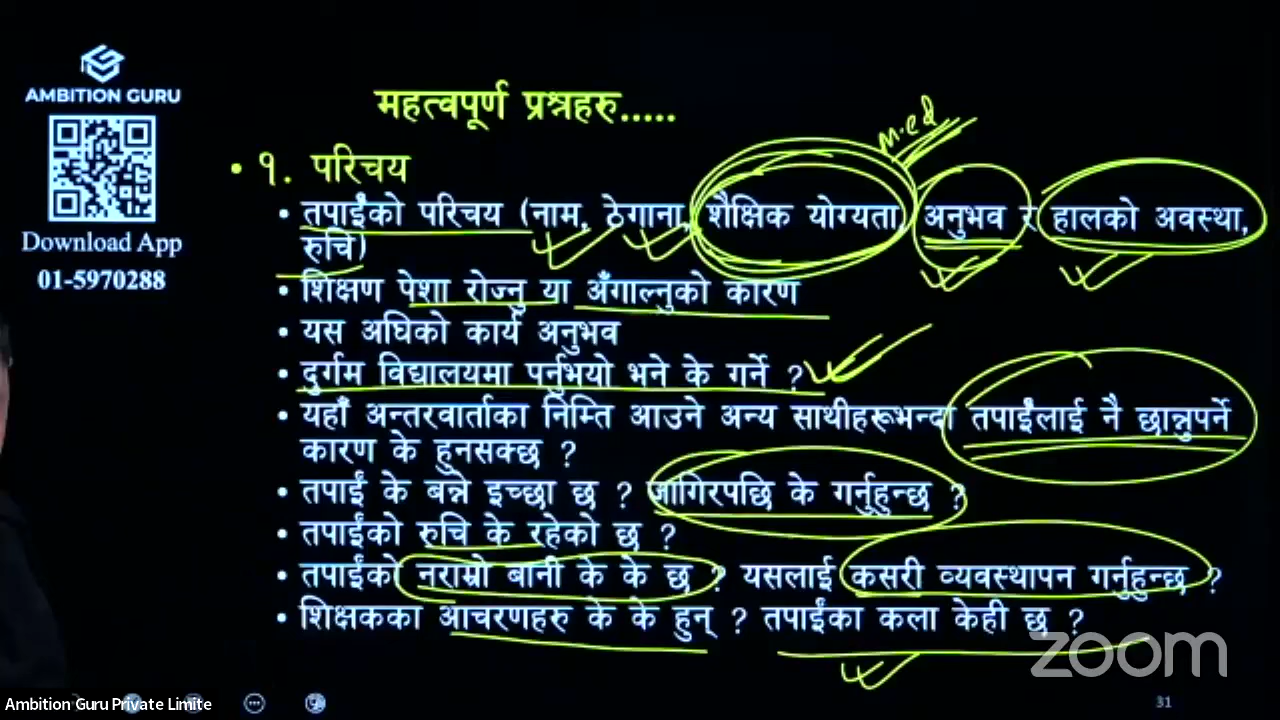 AMBITION GURU
Download App
01-5970288
महत्वपूर्ण प्रश्नहरु.....
m.ed
• १. परिचय
• तपाईंको परिचय (नाम, ठेगाना, शैक्षिक योग्यता, अनुभव र हालको अवस्था,
रुचि)
• शिक्षण पेशा रोज्नु या अँगाल्नुको कारण
• यस अघिको कार्य अनुभव
• दुर्गम विद्यालयमा पर्नुभयो भने के गर्ने ?
• यहाँ अन्तरवार्ताका निम्ति आउने अन्य साथीहरूभन्दा तपाईंलाई नै छान्नुपर्ने
कारण के हुनसक्छ ?
• तपाईं के बन्ने इच्छा छ ? जागिरपछि के गर्नुहुन्छ ?
• तपाईंको रुचि के रहेको छ ?
• तपाईंको नराम्रो बानी के के छ ? यसलाई कसरी व्यवस्थापन गर्नुहुन्छ ?
• शिक्षकका आचरणहरु के के हुन् ? तपाईंका कला केही छ ?
zoom
Ambition Guru Private Limite
31